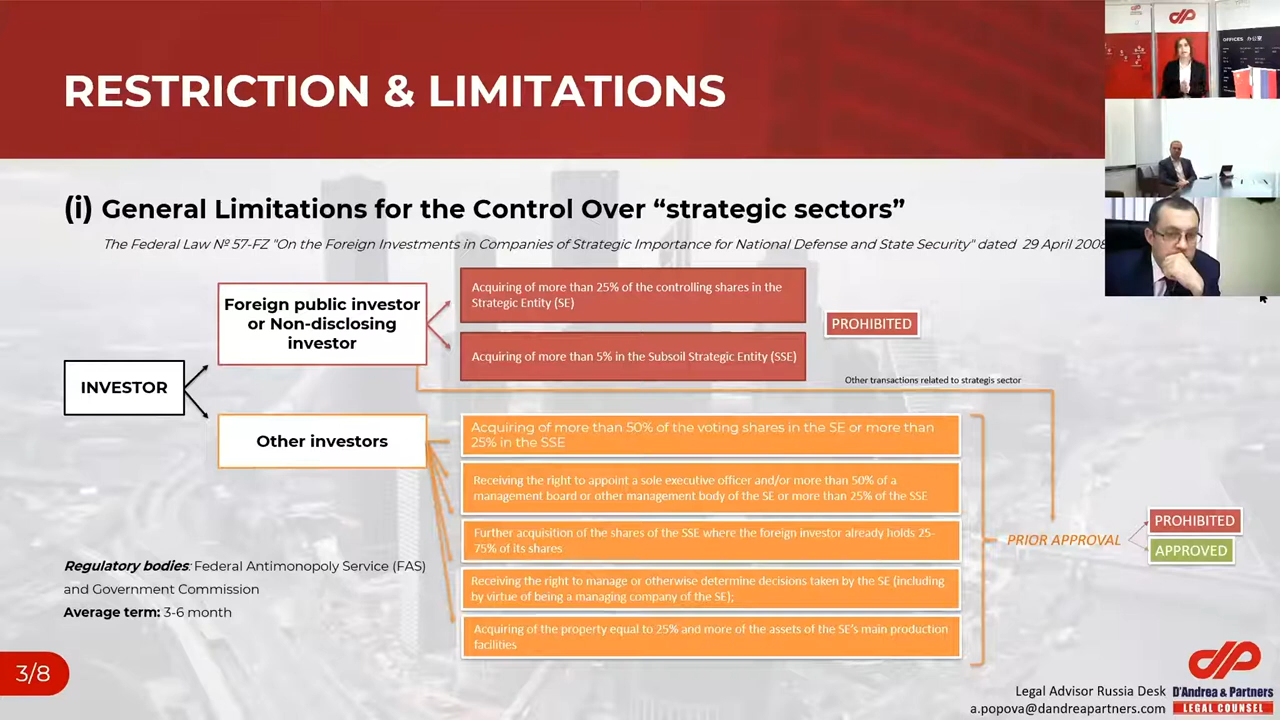 RESTRICTION & LIMITATIONS
OFFICES 办公室
(i) General Limitations for the Control Over “strategic sectors”
The Federal Law № 57-FZ "On the Foreign Investments in Companies of Strategic Importance for National Defense and State Security" dated 29 April 2008
INVESTOR
Foreign public investor
or Non-disclosing
investor
Acquiring of more than 25% of the controlling shares in the
Strategic Entity (SE)
Acquiring of more than 5% in the Subsoil Strategic Entity (SSE)
PROHIBITED
Other transactions related to strategis sector
Other investors
Acquiring of more than 50% of the voting shares in the SE or more than
25% in the SSE
Receiving the right to appoint a sole executive officer and/or more than 50% of a
management board or other management body of the SE or more than 25% of the SSE
Further acquisition of the shares of the SSE where the foreign investor already holds 25-
75% of its shares
Receiving the right to manage or otherwise determine decisions taken by the SE (including
by virtue of being a managing company of the SE);
Acquiring of the property equal to 25% and more of the assets of the SE's main production
facilities
PRIOR APPROVAL
PROHIBITED
APPROVED
Regulatory bodies: Federal Antimonopoly Service (FAS)
and Government Commission
Average term: 3-6 month
3/8
Legal Advisor Russia Desk
a.popova@dandreapartners.com
D'Andrea & Partners
LEGAL COUNSEL